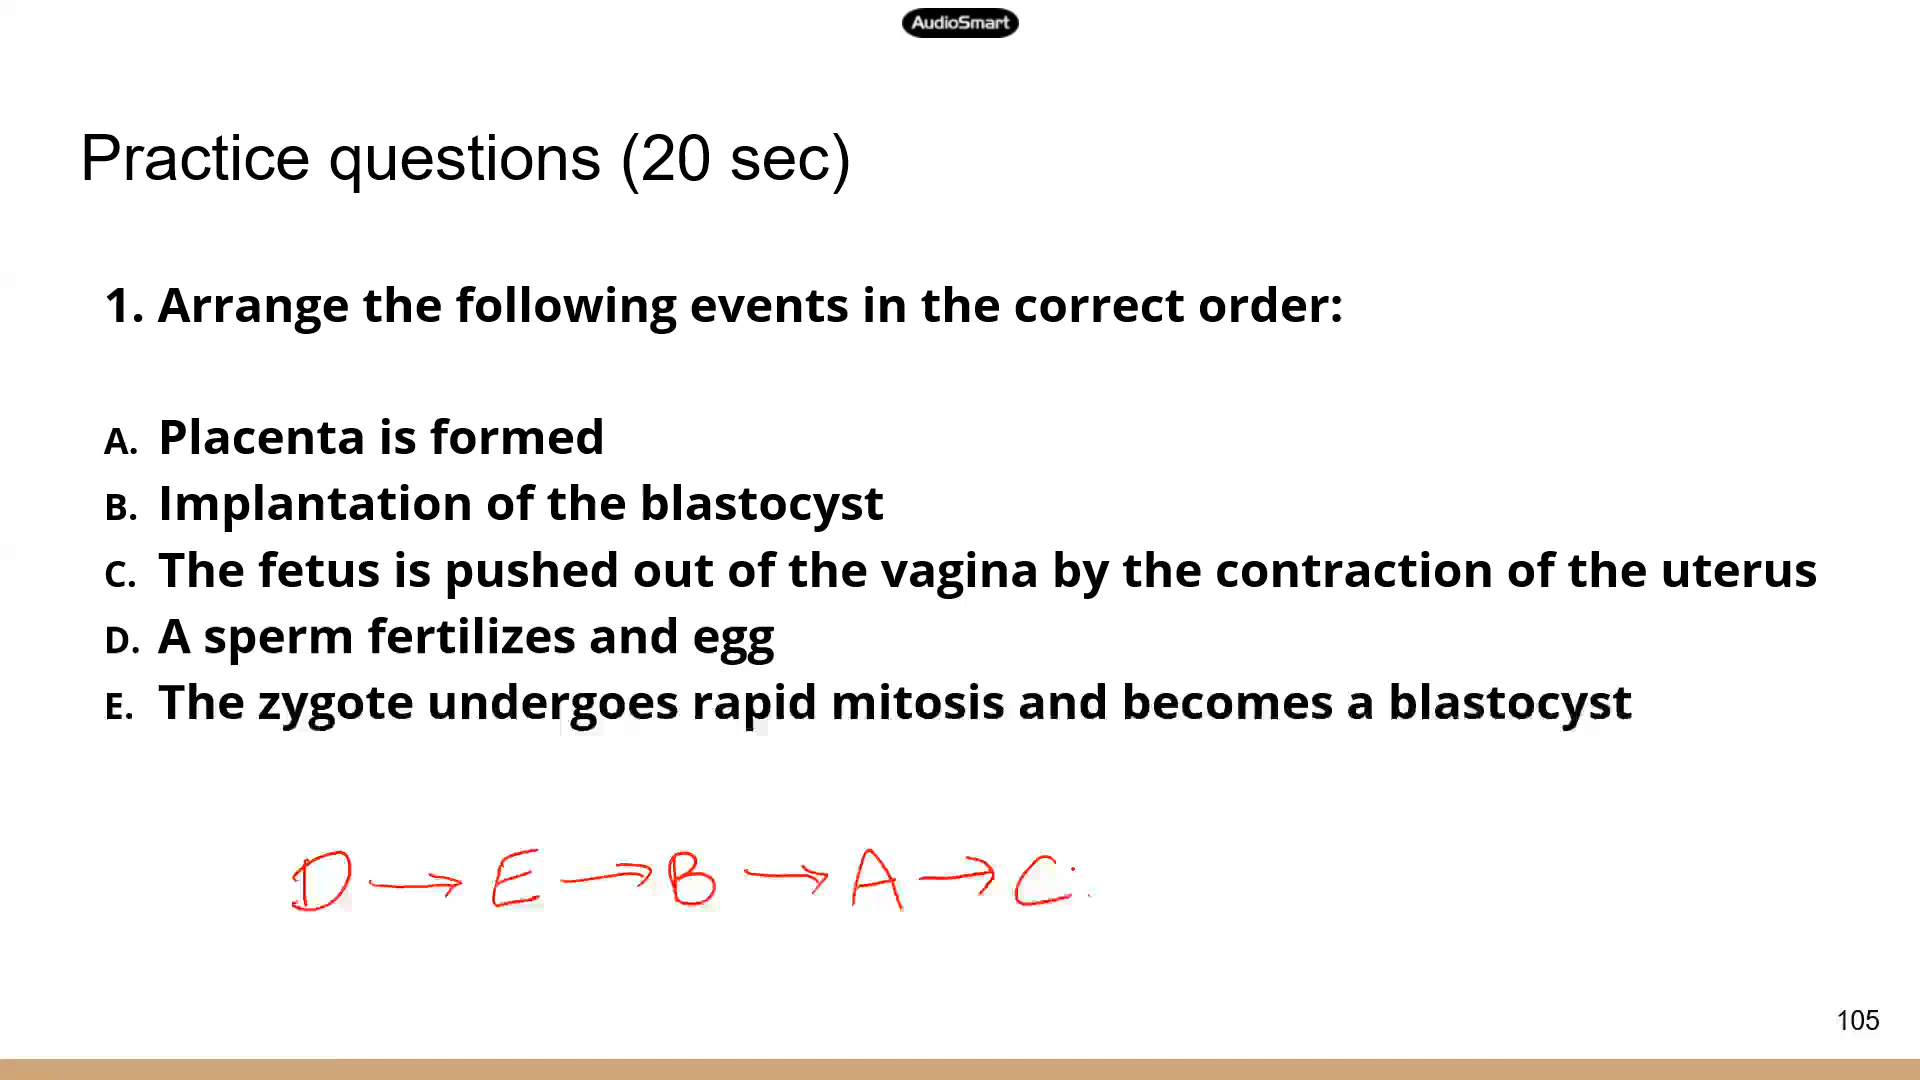 AudioSmart
Practice questions (20 sec)
1. Arrange the following events in the correct order:
A. Placenta is formed
B. Implantation of the blastocyst
C. The fetus is pushed out of the vagina by the contraction of the uterus
D. A sperm fertilizes and egg
E. The zygote undergoes rapid mitosis and becomes a blastocyst
D → E → B → A → C
105